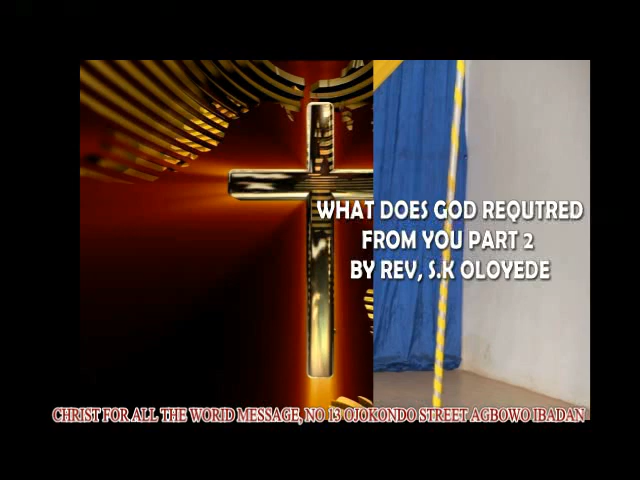 WHAT DOES GOD REQUTRED
FROM YOU PART 2
BY REV, S.K OLOYEDE
CHRIST FOR ALL THE WORID MESSAGE, NO 13 OJOKONDO STREET AGBOWO IBADAN